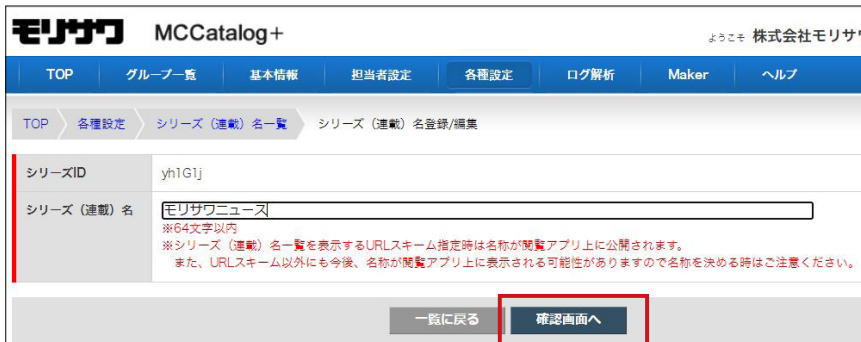 モリサワ MCCatalog+ ようこそ 株式会社モリサワ
TOP グループ一覧 基本情報 担当者設定 各種設定 ログ解析 Maker ヘルプ
TOP 各種設定 シリーズ（連載）名一覧 シリーズ（連載）名登録/編集
シリーズID yh1G1j
シリーズ（連載）名 モリサワニュース
※64文字以内
※シリーズ（連載）名一覧を表示するURLスキーム指定時は名称が閲覧アプリ上に公開されます。
また、URLスキーム以外にも今後、名称が閲覧アプリ上に表示される可能性がありますので名称を決める時はご注意ください。
一覧に戻る 確認画面へ